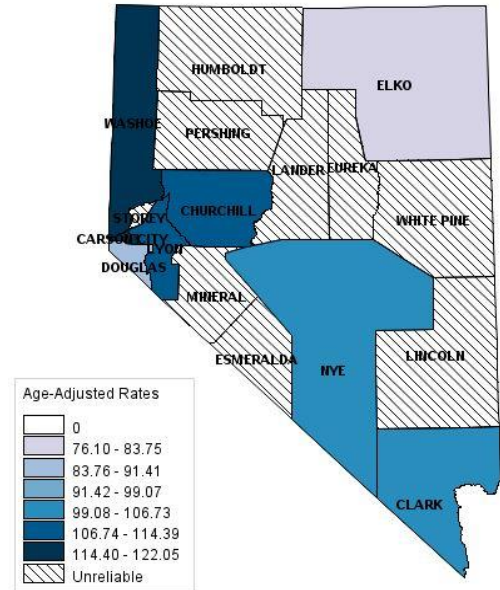 HUMBOLDT
ELKO
WASHOE
PERSHING
LANDER
EUREKA
STOREY
CHURCHILL
WHITE PINE
CARSON CITY
LYON
DOUGLAS
MINERAL
ESMERALDA
NYE
LINCOLN
CLARK
Age-Adjusted Rates
0
76.10 - 83.75
83.76 - 91.41
91.42 - 99.07
99.08 - 106.73
106.74 - 114.39
114.40 - 122.05
Unreliable